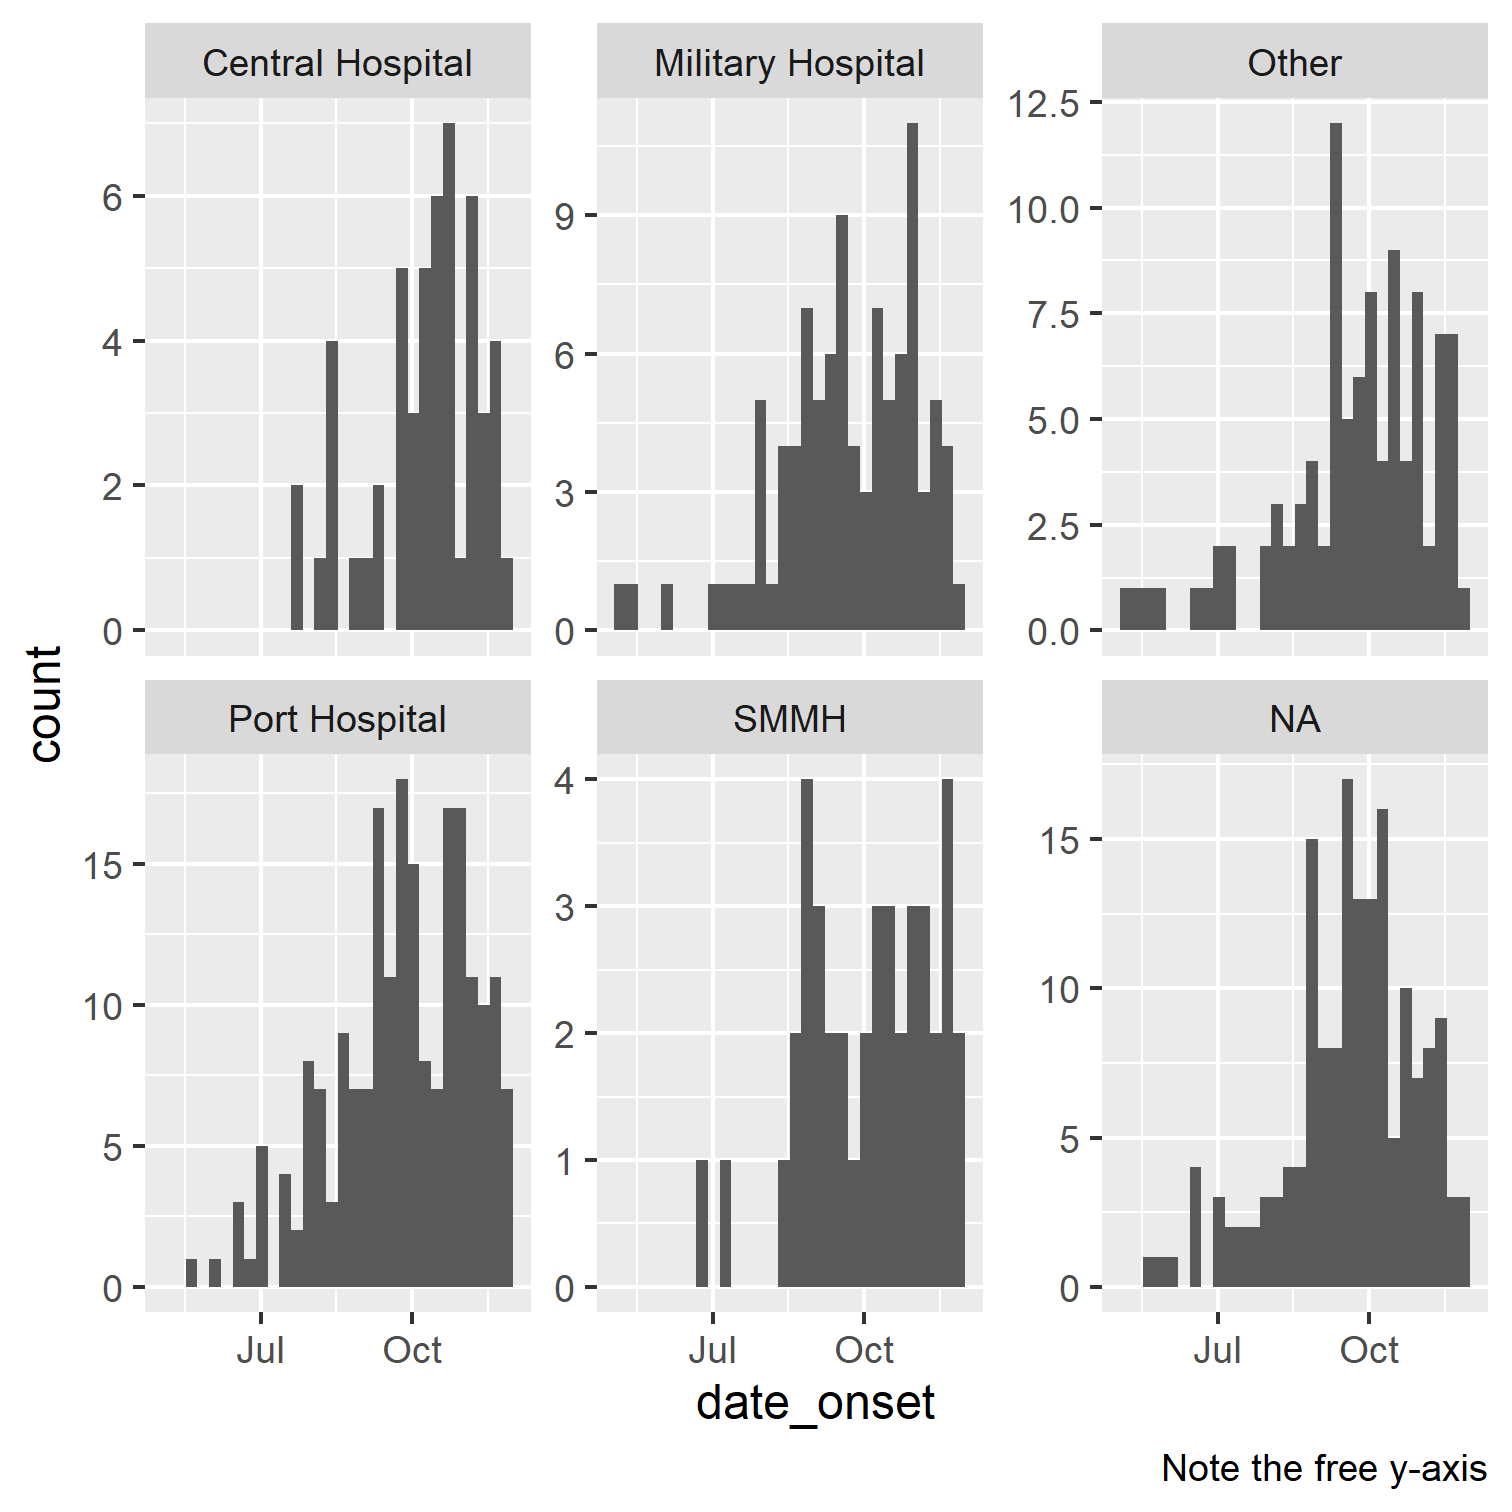 Central Hospital
Military Hospital
Other
6
4
2
0
9
6
3
0
12.5
10.0
7.5
5.0
2.5
0.0
Port Hospital
SMMH
NA
15
10
5
0
4
3
2
1
0
15
10
5
0
Jul Oct
Jul Oct
Jul Oct
count
date_onset
Note the free y-axis